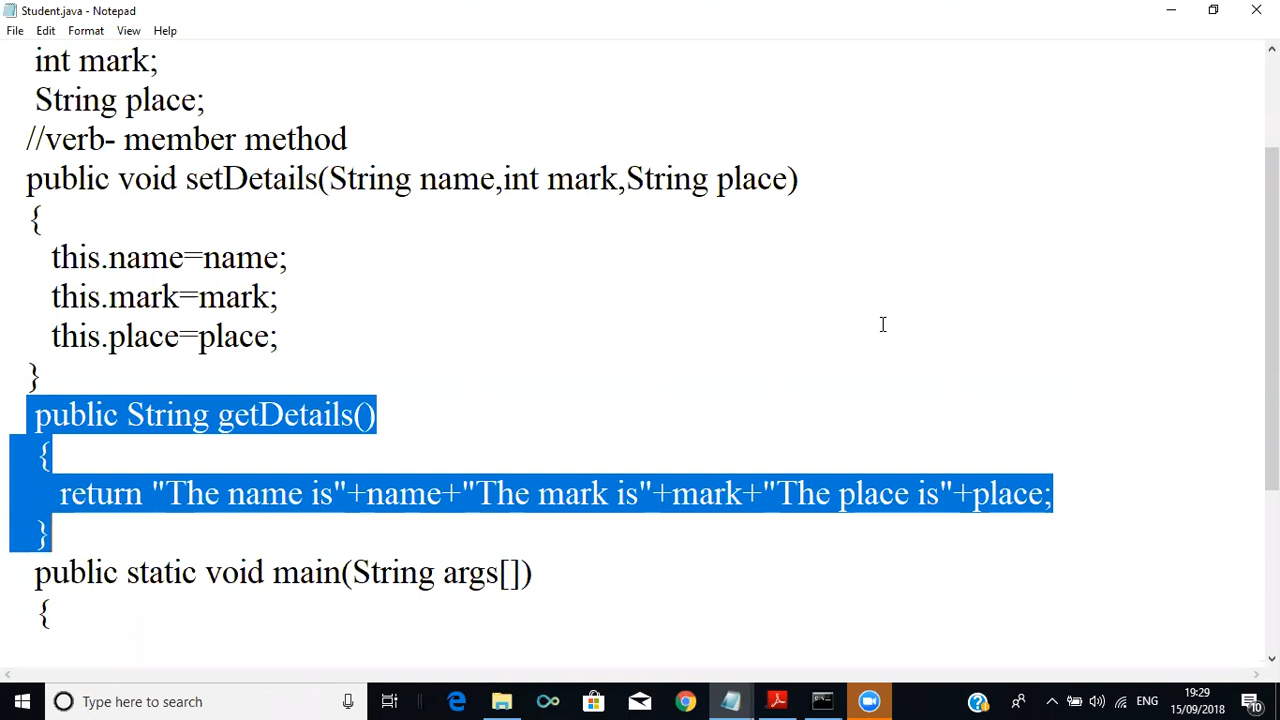 Student.java - Notepad
File Edit Format View Help
int mark;
String place;
//verb- member method
public void setDetails(String name,int mark,String place)
{
this.name=name;
this.mark=mark;
this.place=place;
}
public String getDetails()
{
return "The name is"+name+"The mark is"+mark+"The place is"+place;
}
public static void main(String args[])
{
Type here to search
ENG
19:29
15/09/2018
10